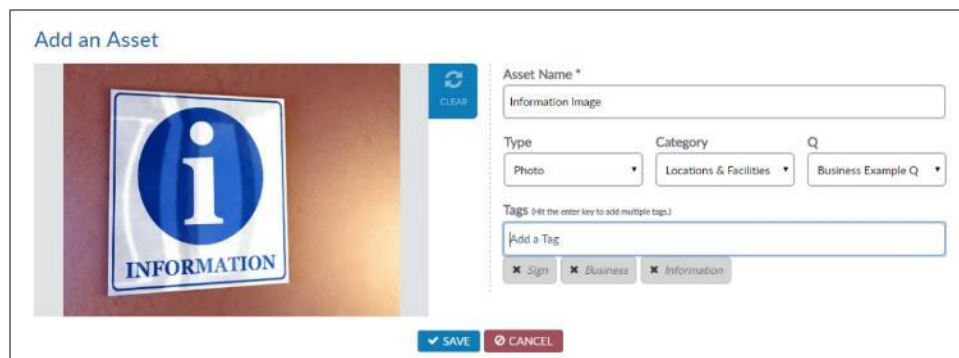 Add an Asset
INFORMATION
CLEAR
Asset Name *
Information Image
Type
Category
Q
Photo
Locations & Facilities
Business Example Q
Tags (Hit the enter key to add multiple tags.)
Add a Tag
✖ Sign
✖ Business
✖ Information
SAVE
CANCEL